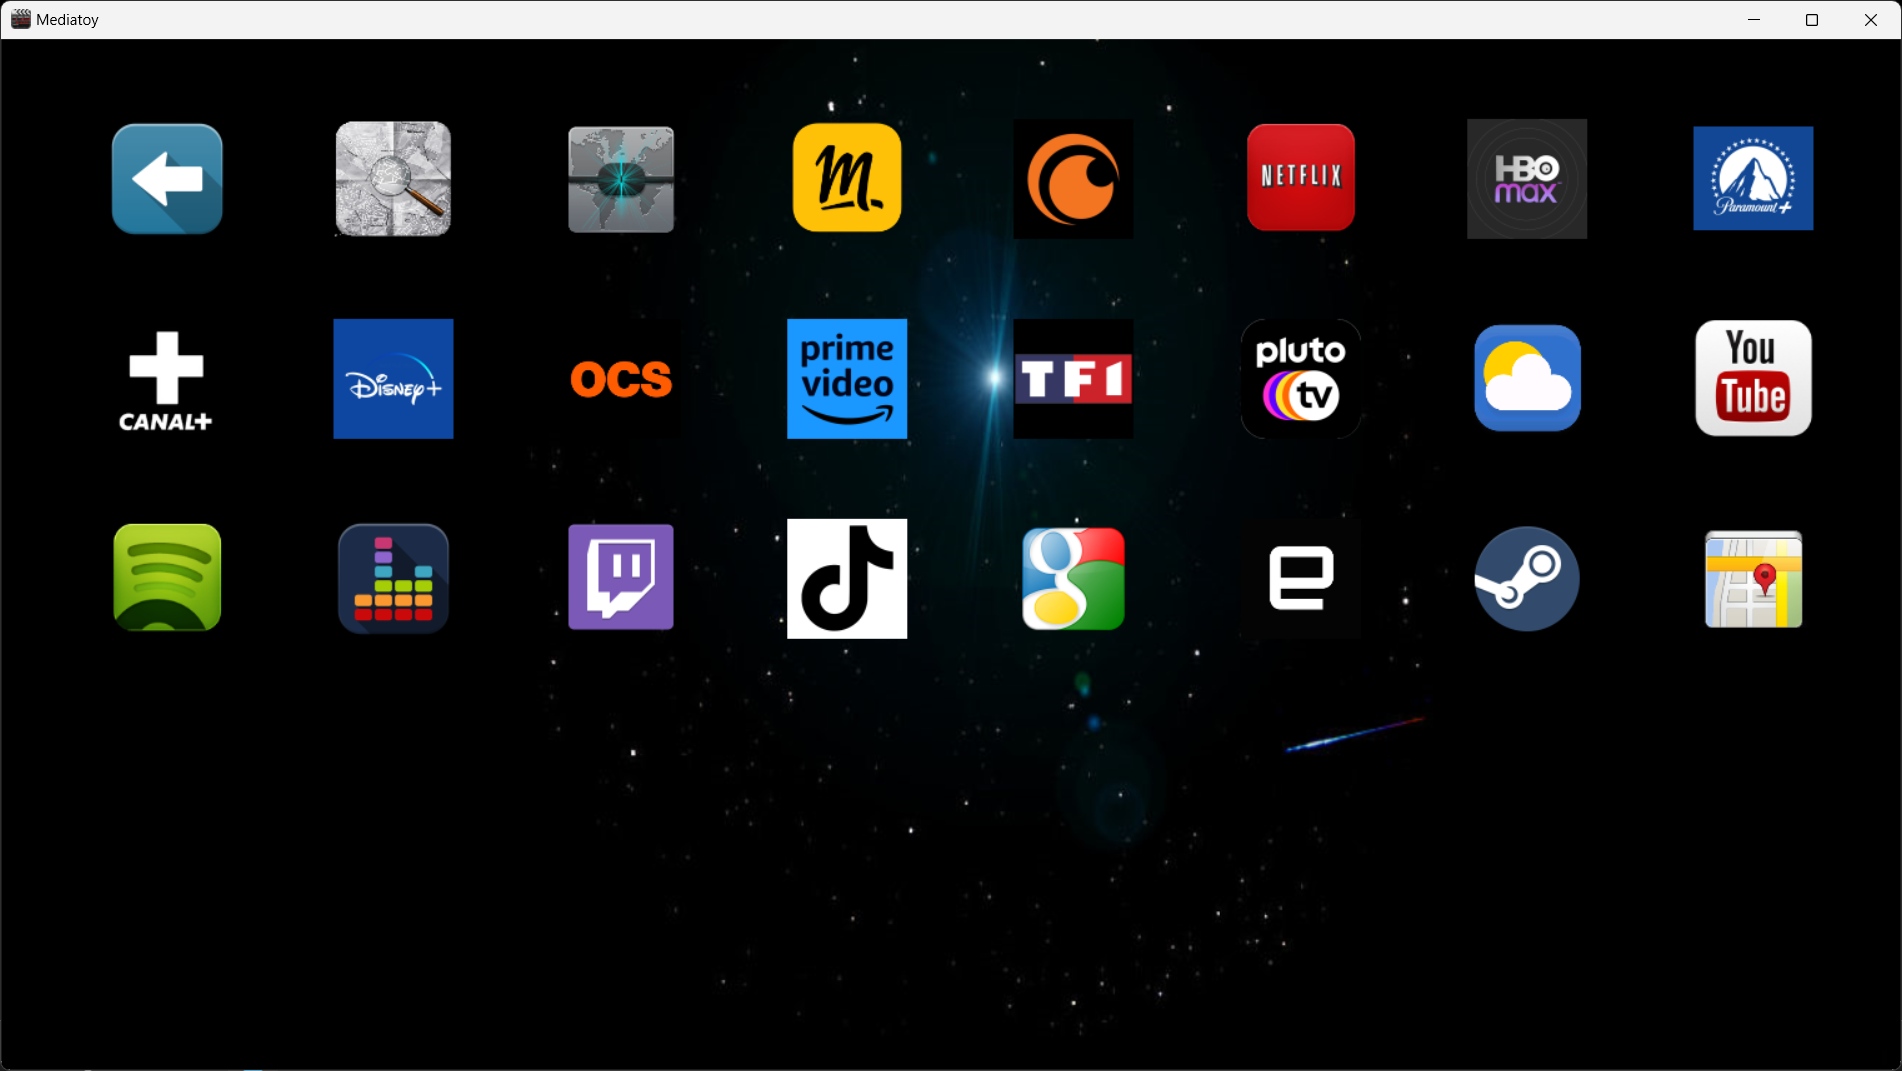 Mediatoy
m.
NETFLIX
HBO
max
Paramount+
CANAL+
Disney+
OCS
prime
video
TF1
pluto
tv
You
Tube
g
e